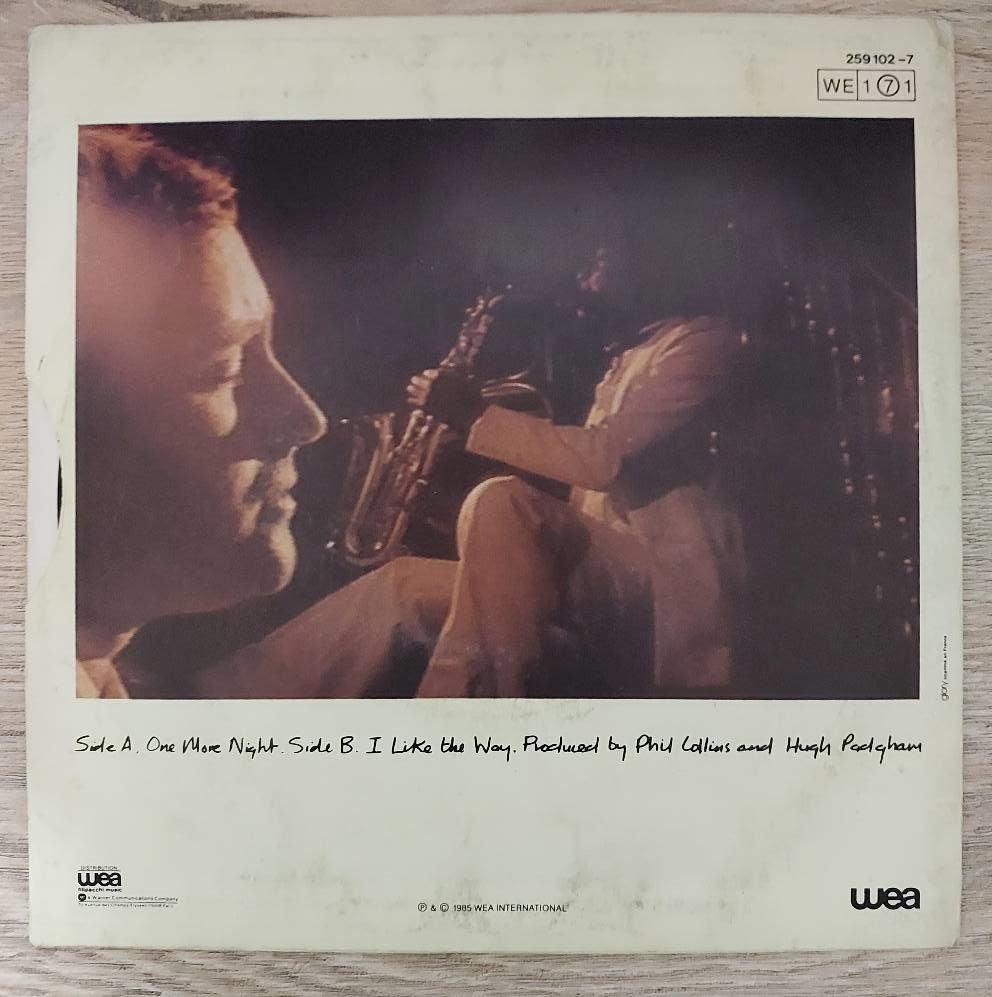 259 102-7
WE 1 7 1
Side A. One More Night. Side B. I Like the Way. Produced by Phil Collins and Hugh Padgham
DISTRIBUTION
wea
filipacchi music
A Warner Communications Company
℗ & © 1985 WEA INTERNATIONAL
wea
glory